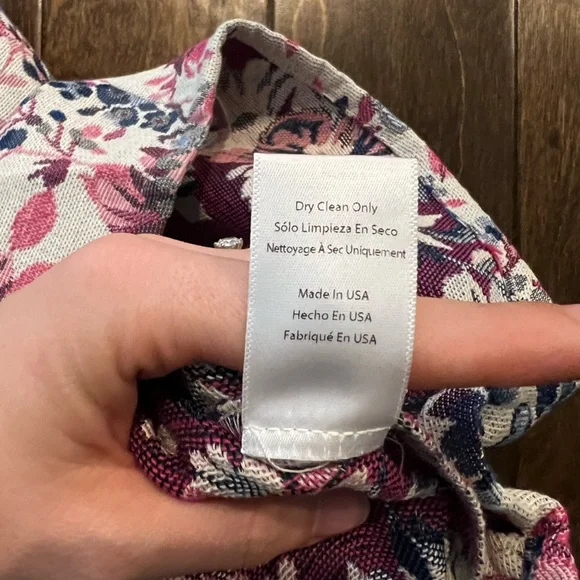 Dry Clean Only
Sólo Limpieza En Seco
Nettoyage À Sec Uniquement
Made In USA
Hecho En USA
Fabriqué En USA